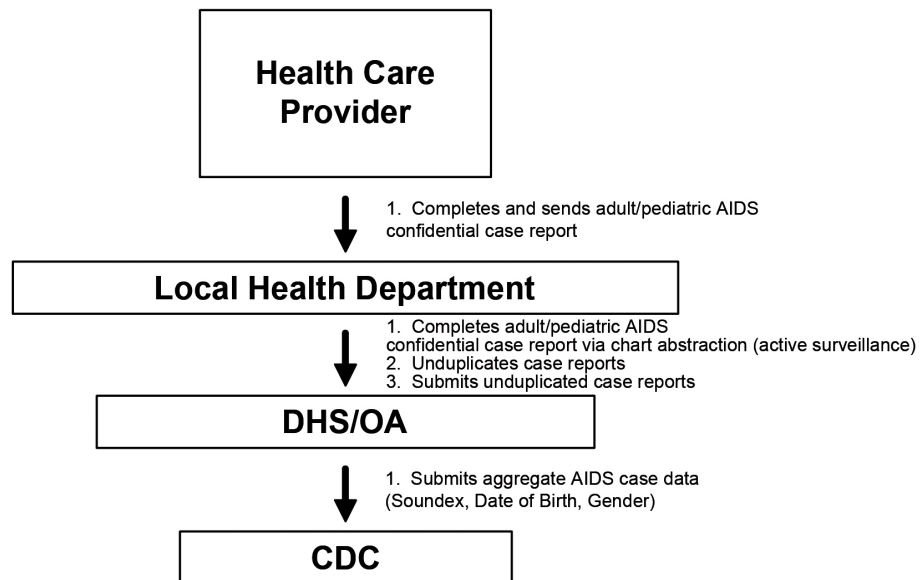 Health Care
Provider
1. Completes and sends adult/pediatric AIDS
confidential case report
Local Health Department
1. Completes adult/pediatric AIDS
confidential case report via chart abstraction (active surveillance)
2. Unduplicates case reports
3. Submits unduplicated case reports
DHS/OA
1. Submits aggregate AIDS case data
(Soundex, Date of Birth, Gender)
CDC